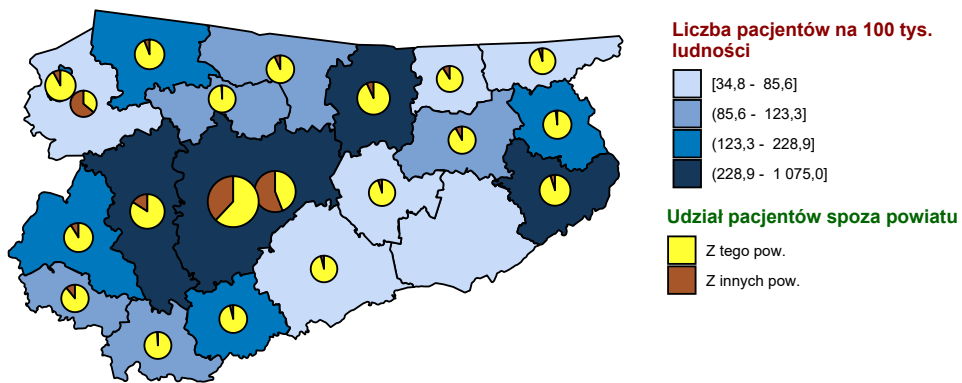 Liczba pacjentów na 100 tys.
ludności
[34,8 - 85,6]
(85,6 - 123,3]
(123,3 - 228,9]
(228,9 - 1 075,0]
Udział pacjentów spoza powiatu
Z tego pow.
Z innych pow.